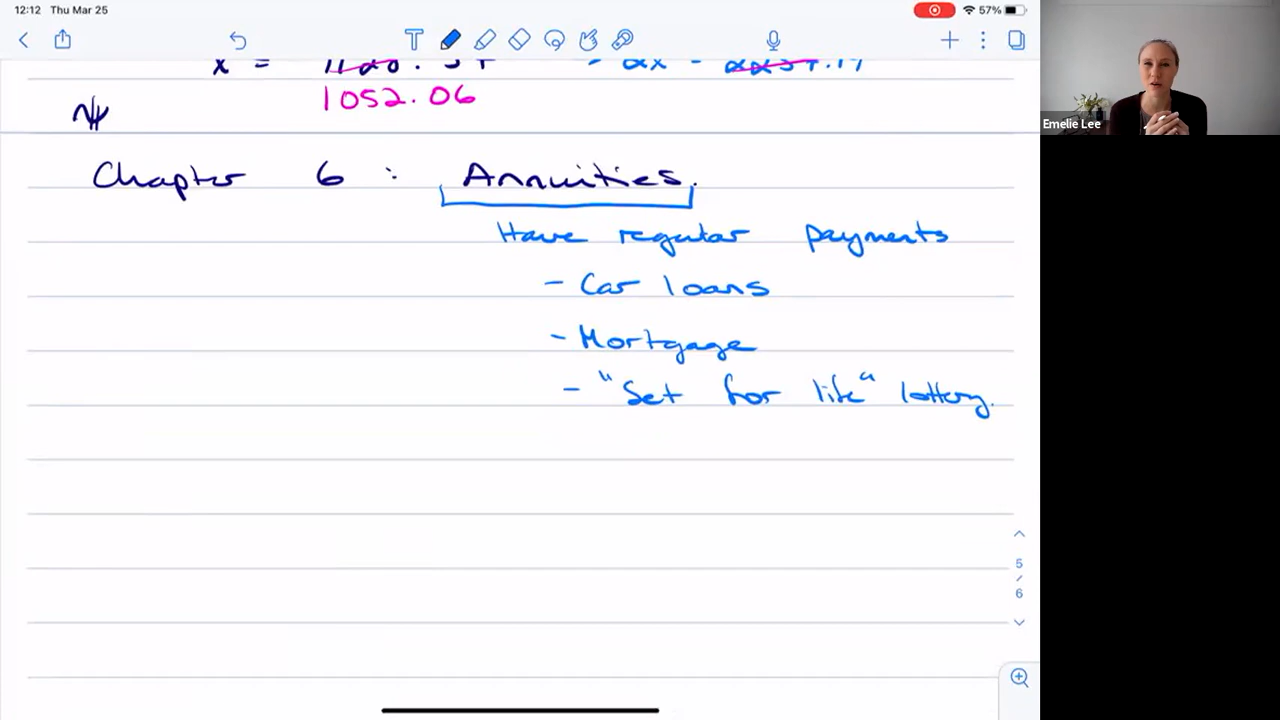 12:12 Thu Mar 25
57%
x =
1052.06
Chapter 6 : Annuities.
Have regular payments
- Car loans
- Mortgage
- "Set for life" lottery.
5
/
6
Emelie Lee